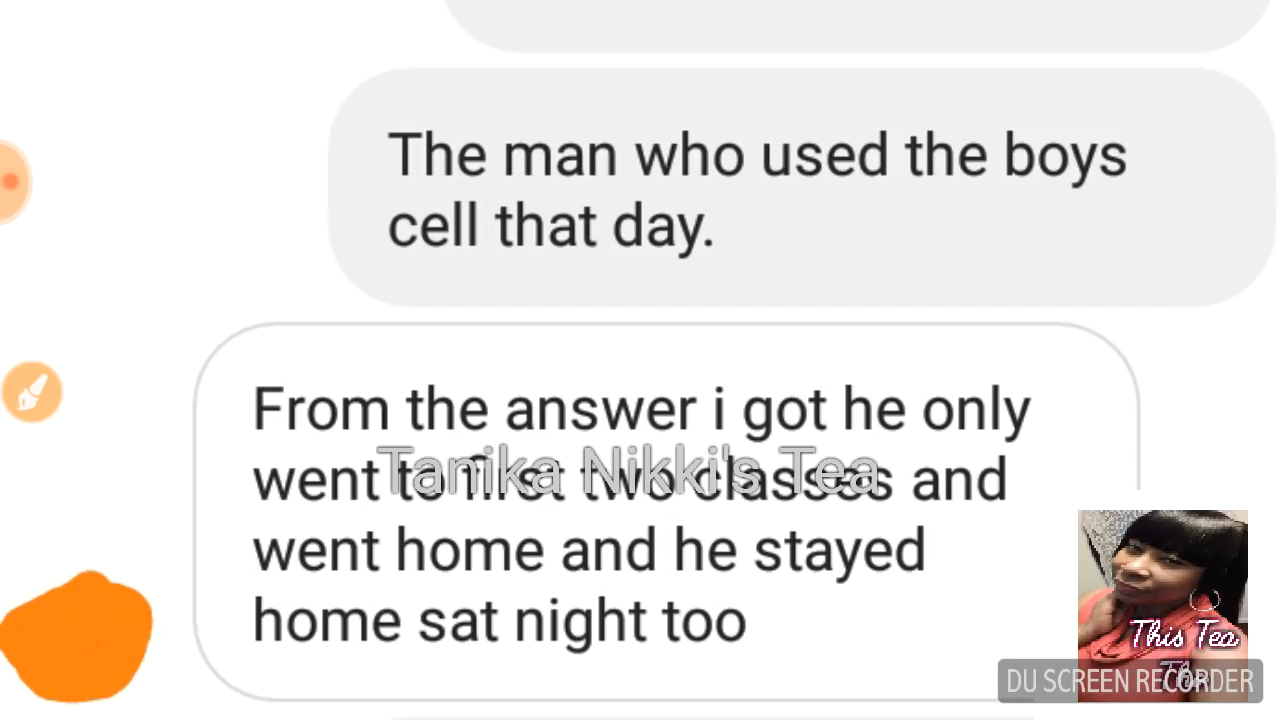 The man who used the boys
cell that day.
From the answer i got he only
went to first two classes and
Tanika Nikki's Tea
went home and he stayed
home sat night too
This Tea
DU SCREEN RECORDER